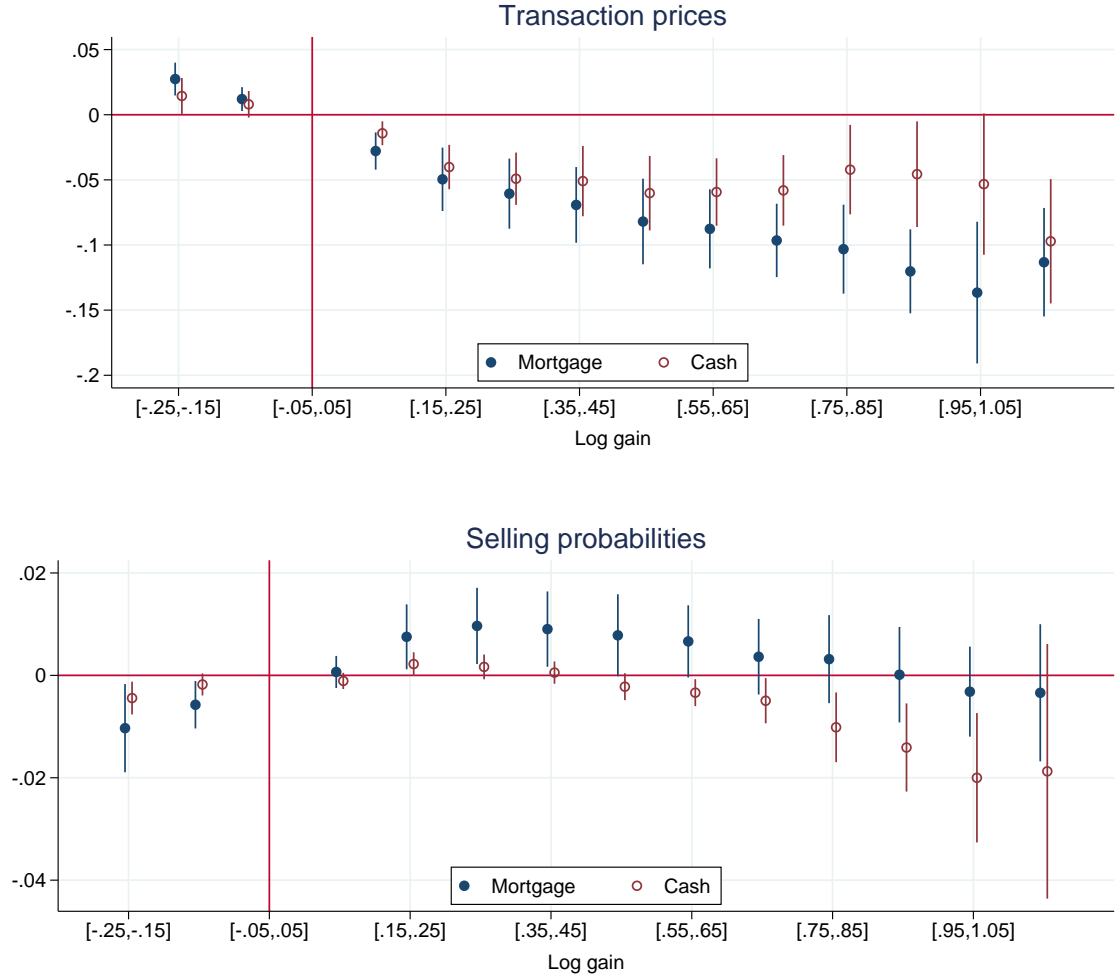 Transaction prices
.05
0
-.05
-.1
-.15
-.2
Mortgage Cash
[-.25,-.15] [-.05,.05] [.15,.25] [.35,.45] [.55,.65] [.75,.85] [.95,1.05]
Log gain
Selling probabilities
.02
0
-.02
-.04
Mortgage Cash
[-.25,-.15] [-.05,.05] [.15,.25] [.35,.45] [.55,.65] [.75,.85] [.95,1.05]
Log gain